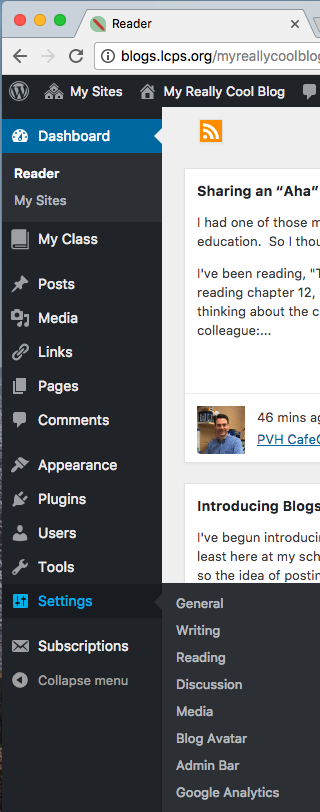 Reader
blogs.lcps.org/myreallycoolblog
My Sites
My Really Cool Blog
Dashboard
Reader
My Sites
My Class
Posts
Media
Links
Pages
Comments
Appearance
Plugins
Users
Tools
Settings
Subscriptions
Collapse menu
Sharing an “Aha”
I had one of those m
education. So I thou
I've been reading, "T
reading chapter 12,
thinking about the c
colleague:...
46 mins ag
PVH CafeC
Introducing Blogs
I've begun introducin
least here at my sch
so the idea of postin
General
Writing
Reading
Discussion
Media
Blog Avatar
Admin Bar
Google Analytics